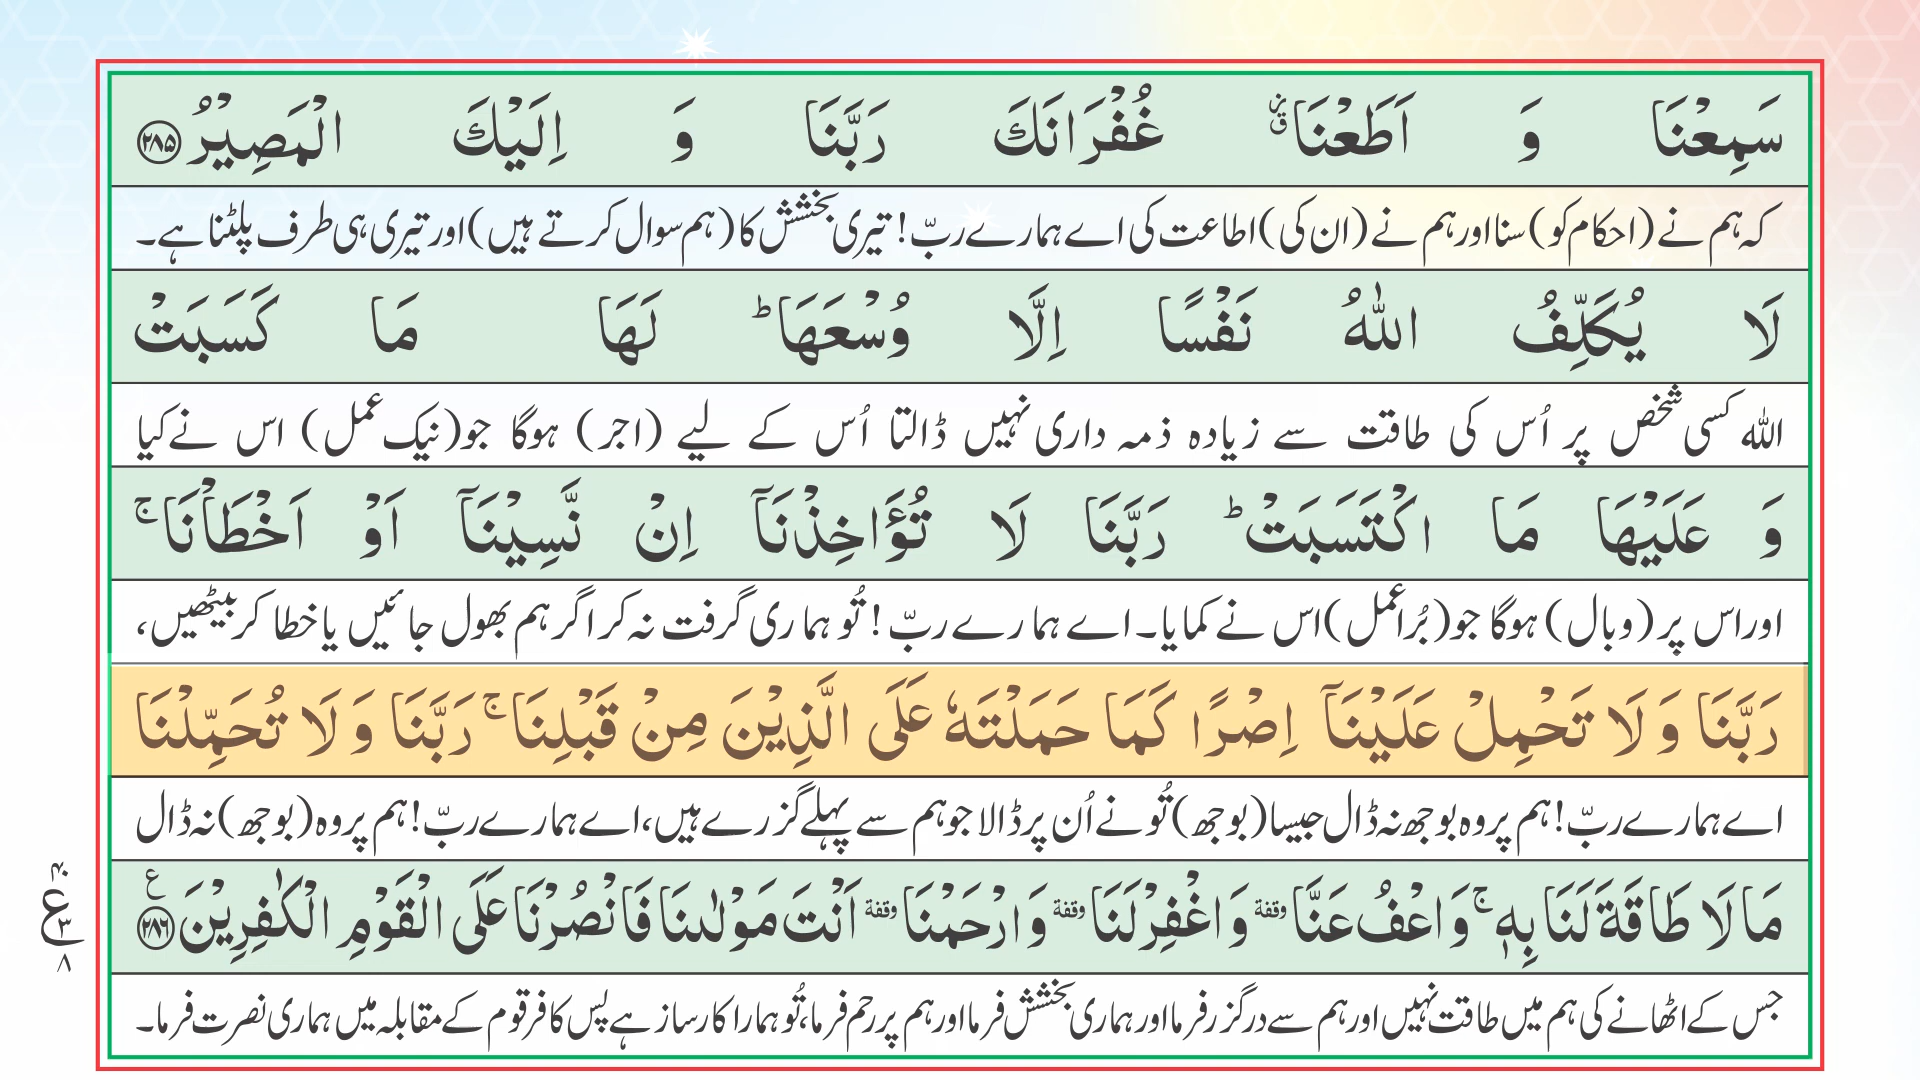 سَمِعْنَا وَ اَطَعْنَا ۗ٘ غُفْرَانَكَ رَبَّنَا وَ اِلَيْكَ الْمَصِيْرُ ﴿۲۸۵﴾
کہ ہم نے (احکام کو) سنا اور ہم نے (ان کی) اطاعت کی اے ہمارے ربّ! تیری بخشش کا (ہم سوال کرتے ہیں) اور تیری ہی طرف پلٹنا ہے۔
لَا يُكَلِّفُ اللّٰهُ نَفْسًا اِلَّا وُسْعَهَا ؕ لَهَا مَا كَسَبَتْ
اللہ کسی شخص پر اُس کی طاقت سے زیادہ ذمہ داری نہیں ڈالتا اُس کے لیے (اجر) ہوگا جو (نیک عمل) اس نے کیا
وَ عَلَيْهَا مَا اكْتَسَبَتْ ؕ رَبَّنَا لَا تُؤَاخِذْنَآ اِنْ نَّسِيْنَآ اَوْ اَخْطَاْنَا ۚ
اور اس پر (وبال) ہوگا جو (بُرا عمل) اس نے کمایا۔ اے ہمارے ربّ! تُو ہماری گرفت نہ کر اگر ہم بھول جائیں یا خطا کر بیٹھیں،
رَبَّنَا وَ لَا تَحْمِلْ عَلَيْنَآ اِصْرًا كَمَا حَمَلْتَهٗ عَلَى الَّذِيْنَ مِنْ قَبْلِنَا ۚ رَبَّنَا وَ لَا تُحَمِّلْنَا
اے ہمارے ربّ! ہم پر وہ بوجھ نہ ڈال جیسا (بوجھ) تُو نے اُن پر ڈالا جو ہم سے پہلے گزرے ہیں، اے ہمارے ربّ! ہم پر وہ (بوجھ) نہ ڈال
مَا لَا طَاقَةَ لَنَا بِهٖ ۚ وَ اعْفُ عَنَّا وقفة وَ اغْفِرْ لَنَا وقفة وَ ارْحَمْنَا وقفة اَنْتَ مَوْلٰىنَا فَانْصُرْنَا عَلَى الْقَوْمِ الْكٰفِرِيْنَ ﴿۲۸۶﴾ ع
جس کے اٹھانے کی ہم میں طاقت نہیں اور ہم سے درگزر فرما اور ہماری بخشش فرما اور ہم پر رحم فرما، تُو ہمارا کارساز ہے پس کافر قوم کے مقابلہ میں ہماری نصرت فرما۔
۴۰
ع ۳
۸